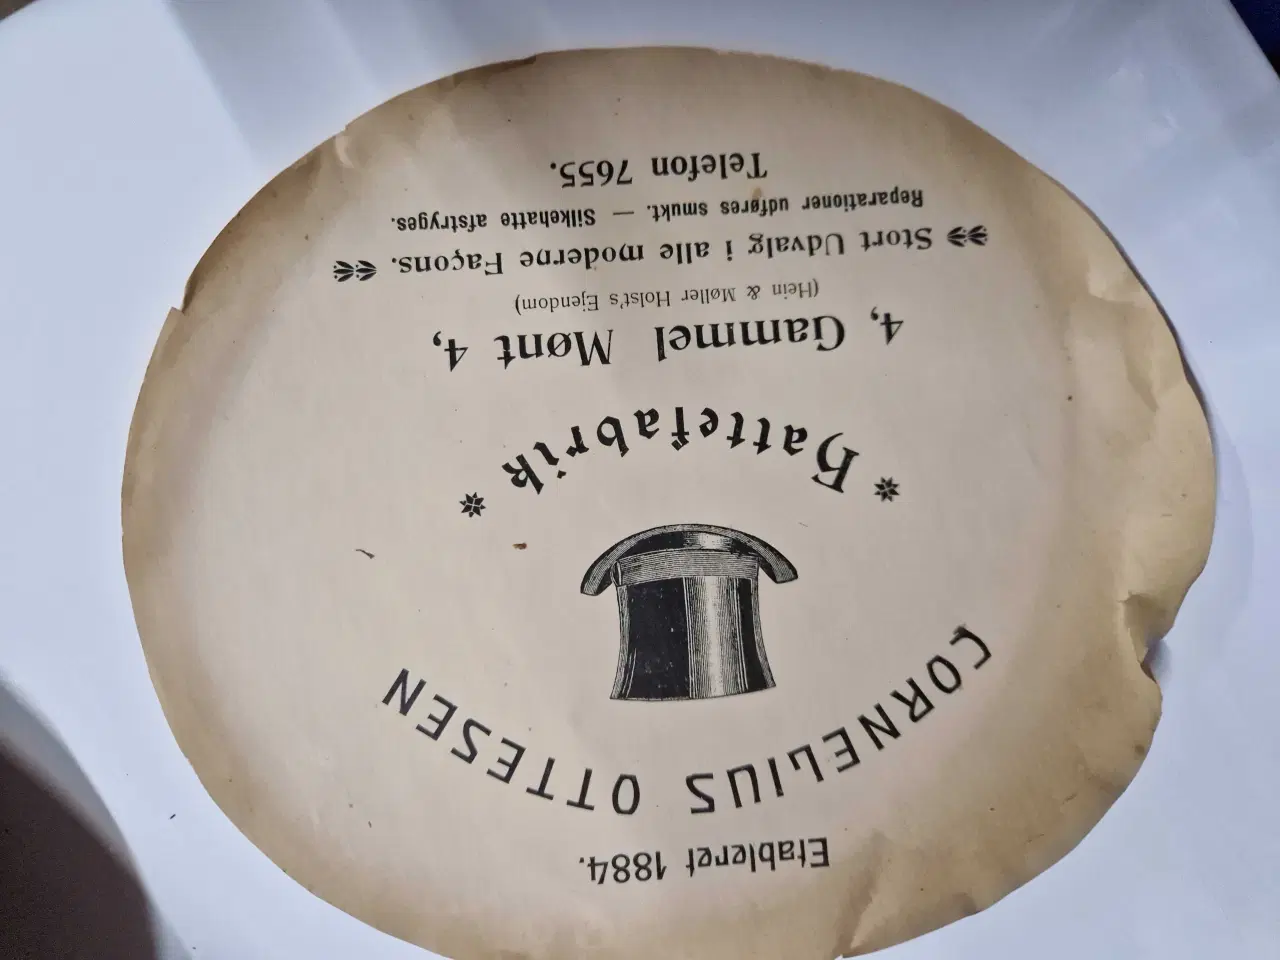 Etableret 1884.
CORNELIUS OTTESEN
Hattefabrik
4, Gammel Mønt 4,
(Hein & Møller Holst's Ejendom)
Stort Udvalg i alle moderne Façons.
Reparationer udføres smukt. — Silkehatte afstryges.
Telefon 7655.